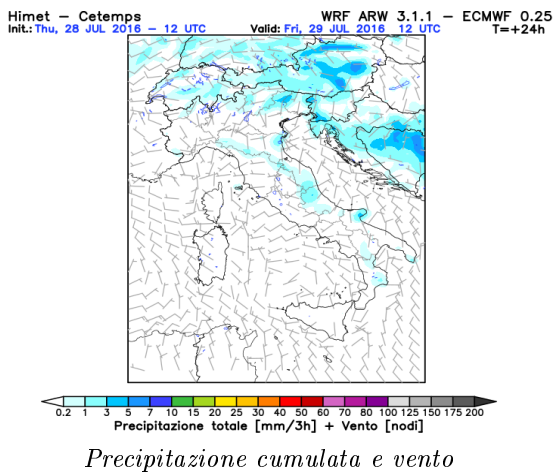 Himet – Cetemps WRF ARW 3.1.1 – ECMWF 0.25
Init.: Thu, 28 JUL 2016 – 12 UTC Valid: Fri, 29 JUL 2016 12 UTC T=+24h
0.2 1 3 5 7 10 15 20 25 30 40 50 60 70 80 100 125 150 175 200
Precipitazione totale [mm/3h] + Vento [nodi]
Precipitazione cumulata e vento